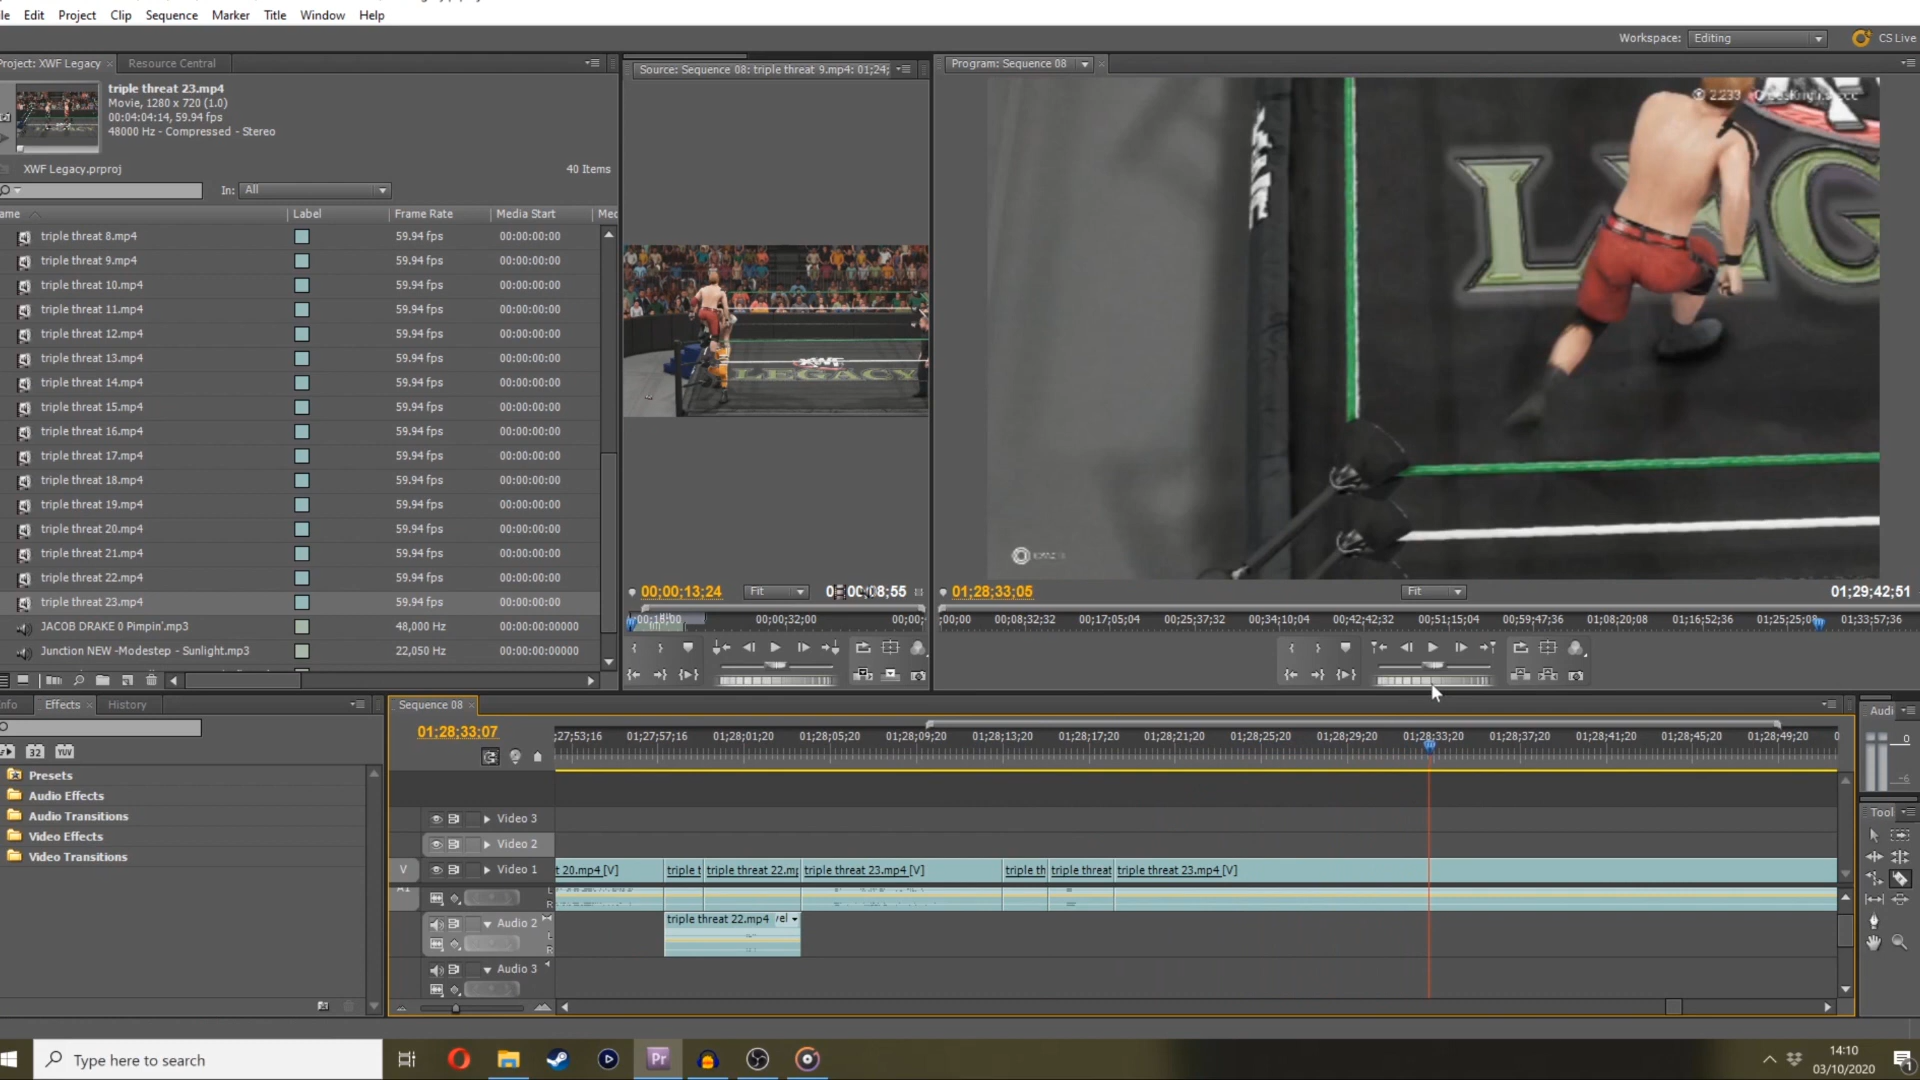 Edit Project Clip Sequence Marker Title Window Help
Workspace: Editing CS Live
Project: XWF Legacy Resource Central
triple threat 23.mp4
Movie, 1280 x 720 (1.0)
00:04:04:14, 59.94 fps
48000 Hz - Compressed - Stereo
XWF Legacy.prproj 40 Items
In: All
Label Frame Rate Media Start
triple threat 8.mp4 59.94 fps 00:00:00:00
triple threat 9.mp4 59.94 fps 00:00:00:00
triple threat 10.mp4 59.94 fps 00:00:00:00
triple threat 11.mp4 59.94 fps 00:00:00:00
triple threat 12.mp4 59.94 fps 00:00:00:00
triple threat 13.mp4 59.94 fps 00:00:00:00
triple threat 14.mp4 59.94 fps 00:00:00:00
triple threat 15.mp4 59.94 fps 00:00:00:00
triple threat 16.mp4 59.94 fps 00:00:00:00
triple threat 17.mp4 59.94 fps 00:00:00:00
triple threat 18.mp4 59.94 fps 00:00:00:00
triple threat 19.mp4 59.94 fps 00:00:00:00
triple threat 20.mp4 59.94 fps 00:00:00:00
triple threat 21.mp4 59.94 fps 00:00:00:00
triple threat 22.mp4 59.94 fps 00:00:00:00
triple threat 23.mp4 59.94 fps 00:00:00:00
JACOB DRAKE 0 Pimpin'.mp3 48,000 Hz 00:00:00:00000
Junction NEW -Modestep - Sunlight.mp3 22,050 Hz 00:00:00:00000
Source: Sequence 08: triple threat 9.mp4: 01;24;
LEGACY
00;00;13;24 Fit
00;00;32;00 00;00;
Program: Sequence 08
2,233
01;28;33;05 Fit 01;29;42;51
;00;00 00;08;32;32 00;17;05;04 00;25;37;32 00;34;10;04 00;42;42;32 00;51;15;04 00;59;47;36 01;08;20;08 01;16;52;36 01;25;25;08 01;33;57;36
Effects History
32 YUV
Presets
Audio Effects
Audio Transitions
Video Effects
Video Transitions
Sequence 08
01;28;33;07
;27;53;16 01;27;57;16 01;28;01;20 01;28;05;20 01;28;09;20 01;28;13;20 01;28;17;20 01;28;21;20 01;28;25;20 01;28;29;20 01;28;33;20 01;28;37;20 01;28;41;20 01;28;45;20 01;28;49;20 0
Video 3
Video 2
V Video 1 t 20.mp4 [V] triple t triple threat 22.mp triple threat 23.mp4 [V] triple th triple threat triple threat 23.mp4 [V]
L
R
Audio 2 triple threat 22.mp4 vel
L
R
Audio 3
Audi
0
-6
Tool
Type here to search
Pr
14:10
03/10/2020
1